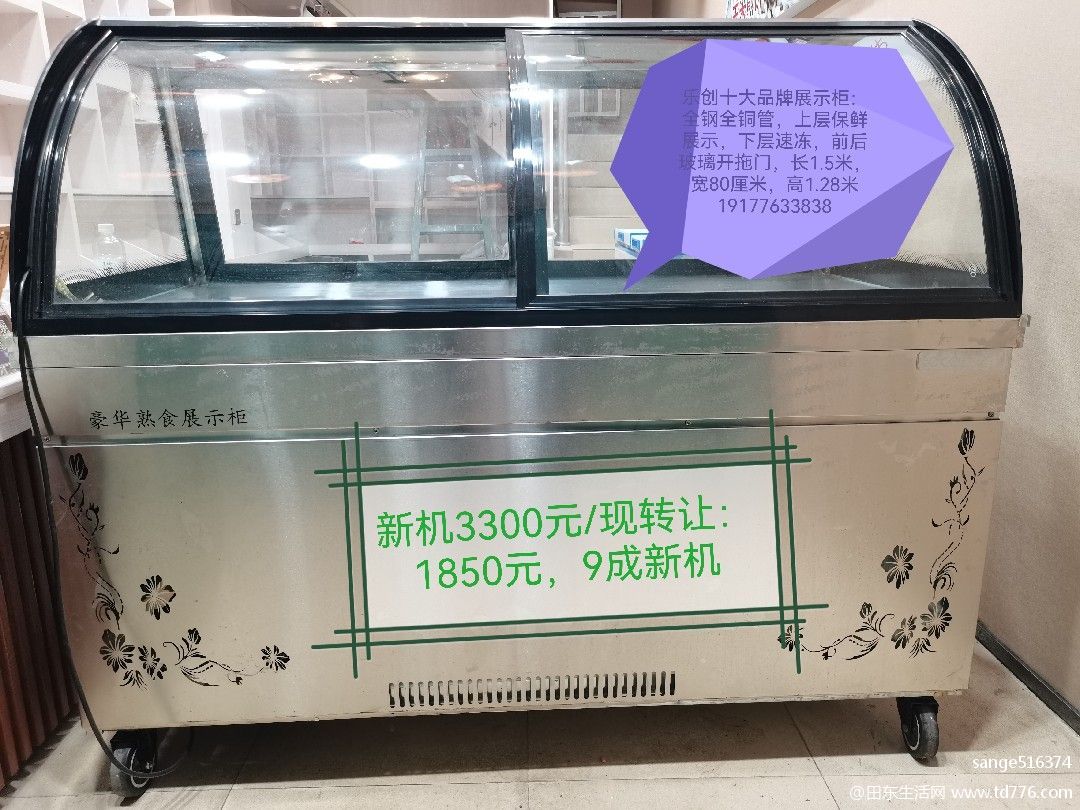 乐创十大品牌展示柜：
全钢全铜管，上层保鲜
展示，下层速冻，前后
玻璃开拖门，长1.5米，
宽80厘米，高1.28米
19177633838
豪华熟食展示柜
新机3300元/现转让：
1850元，9成新机
sange516374
@田东生活网 www.td776.com